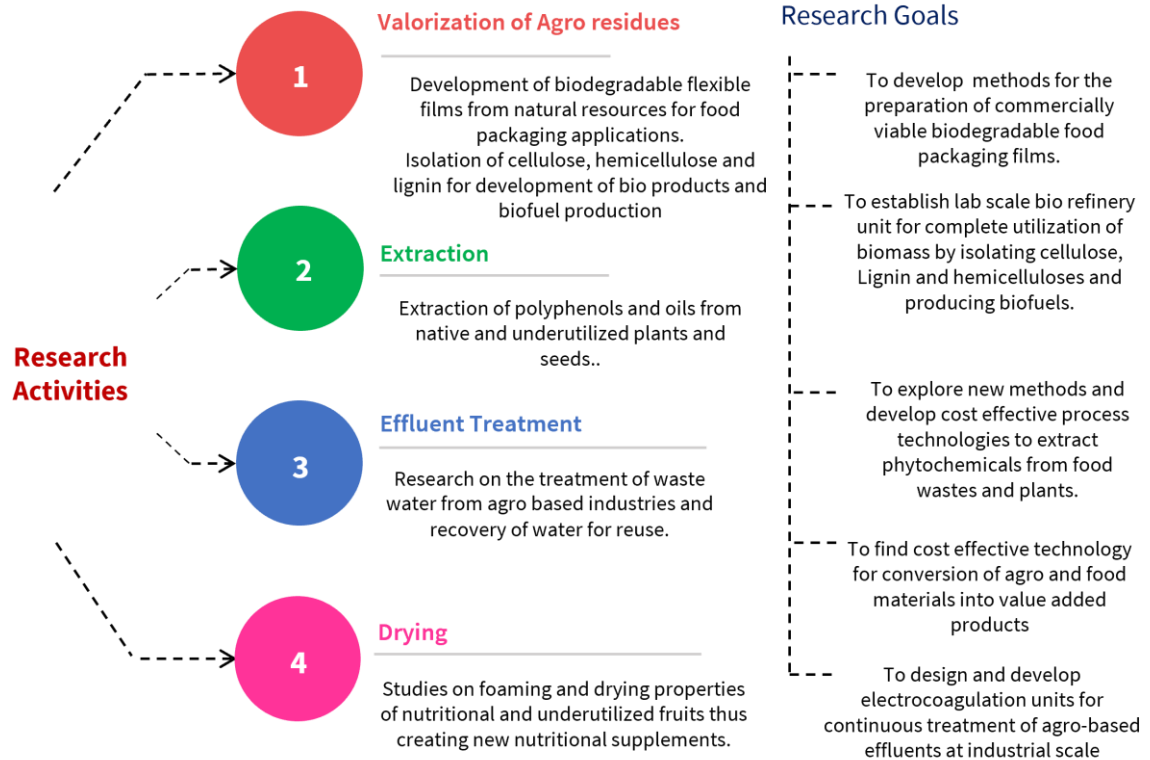 Research
Activities
1
Valorization of Agro residues
Development of biodegradable flexible
films from natural resources for food
packaging applications.
Isolation of cellulose, hemicellulose and
lignin for development of bio products and
biofuel production
2
Extraction
Extraction of polyphenols and oils from
native and underutilized plants and
seeds..
3
Effluent Treatment
Research on the treatment of waste
water from agro based industries and
recovery of water for reuse.
4
Drying
Studies on foaming and drying properties
of nutritional and underutilized fruits thus
creating new nutritional supplements.
Research Goals
To develop methods for the
preparation of commercially
viable biodegradable food
packaging films.
To establish lab scale bio refinery
unit for complete utilization of
biomass by isolating cellulose,
Lignin and hemicelluloses and
producing biofuels.
To explore new methods and
develop cost effective process
technologies to extract
phytochemicals from food
wastes and plants.
To find cost effective technology
for conversion of agro and food
materials into value added
products
To design and develop
electrocoagulation units for
continuous treatment of agro-based
effluents at industrial scale